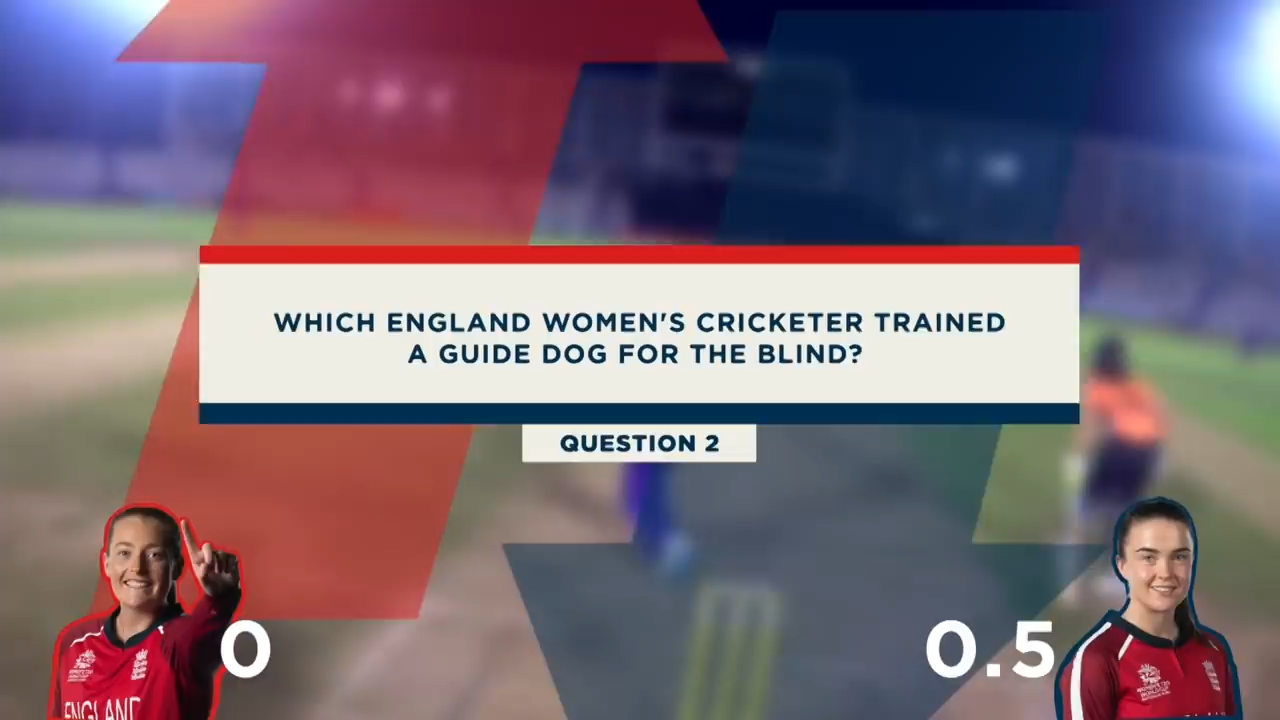 WHICH ENGLAND WOMEN'S CRICKETER TRAINED
A GUIDE DOG FOR THE BLIND?
QUESTION 2
0
0.5
ENGLAND